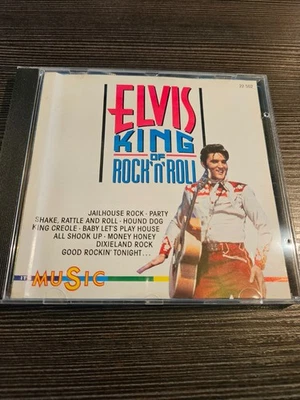 ELVIS
KING
OF
ROCK'n'ROLL
JAILHOUSE ROCK · PARTY
SHAKE, RATTLE AND ROLL · HOUND DOG
KING CREOLE · BABY LET'S PLAY HOUSE
ALL SHOOK UP · MONEY HONEY
DIXIELAND ROCK
GOOD ROCKIN' TONIGHT...
MUSIC